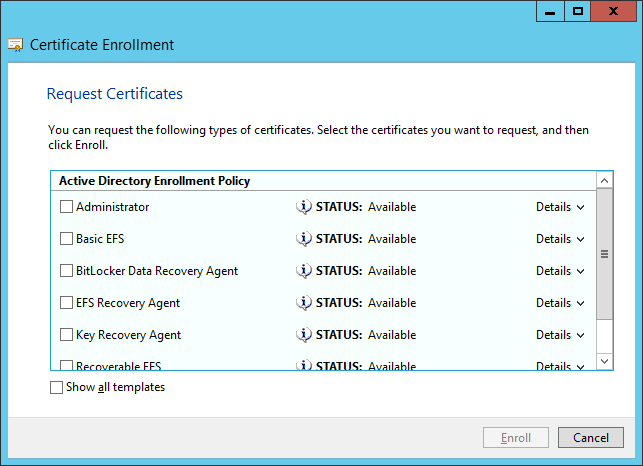 Certificate Enrollment
Request Certificates
You can request the following types of certificates. Select the certificates you want to request, and then
click Enroll.
Active Directory Enrollment Policy
Administrator STATUS: Available Details
Basic EFS STATUS: Available Details
BitLocker Data Recovery Agent STATUS: Available Details
EFS Recovery Agent STATUS: Available Details
Key Recovery Agent STATUS: Available Details
Recoverable EFS STATUS: Available Details
Show all templates
Enroll Cancel